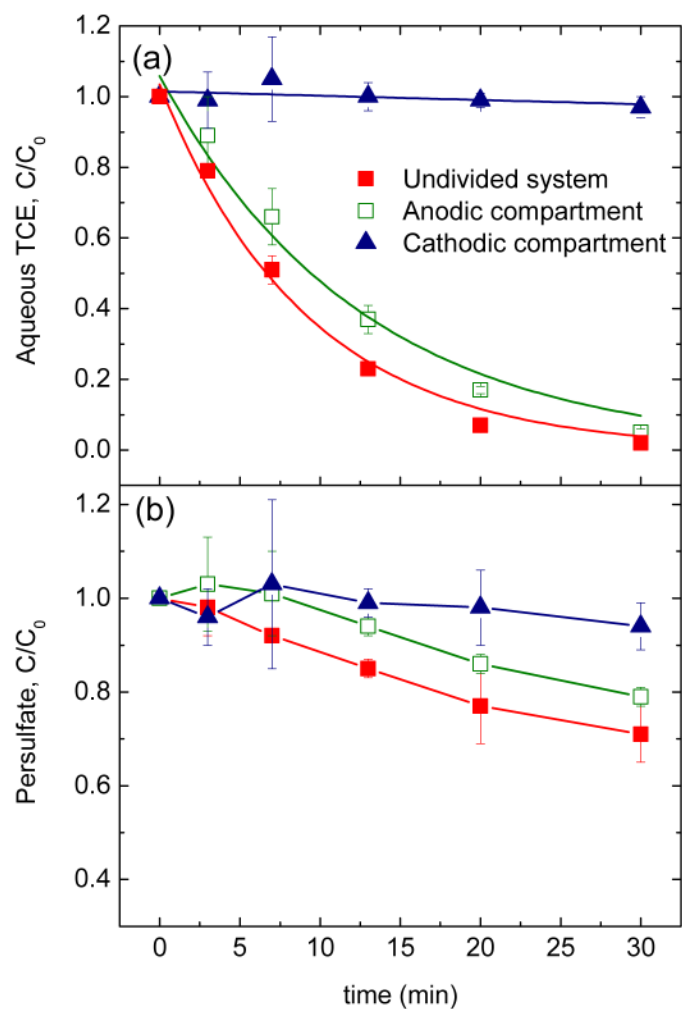 (a)
1.2
1.0
0.8
0.6
0.4
0.2
0.0
Aqueous TCE, C/C₀
Undivided system
Anodic compartment
Cathodic compartment
(b)
1.2
1.0
0.8
0.6
0.4
Persulfate, C/C₀
0 5 10 15 20 25 30
time (min)